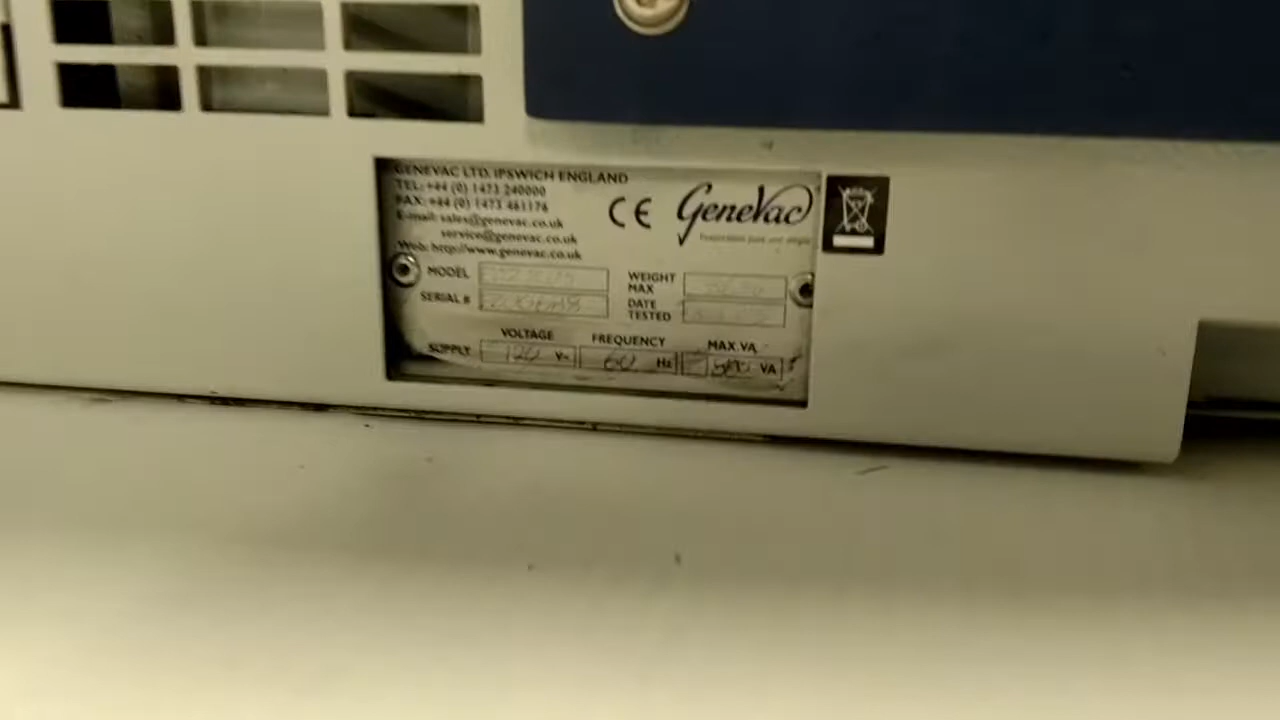 GENEVAC LTD. IPSWICH ENGLAND
TEL: +44 (0) 1473 240000
FAX: +44 (0) 1473 461176
E-mail: sales@genevac.co.uk
service@genevac.co.uk
Web: http://www.genevac.co.uk
CE
GeneVac
MODEL
SERIAL #
WEIGHT MAX
DATE TESTED
VOLTAGE FREQUENCY MAX.VA
SUPPLY 120 V~ 60 Hz VA